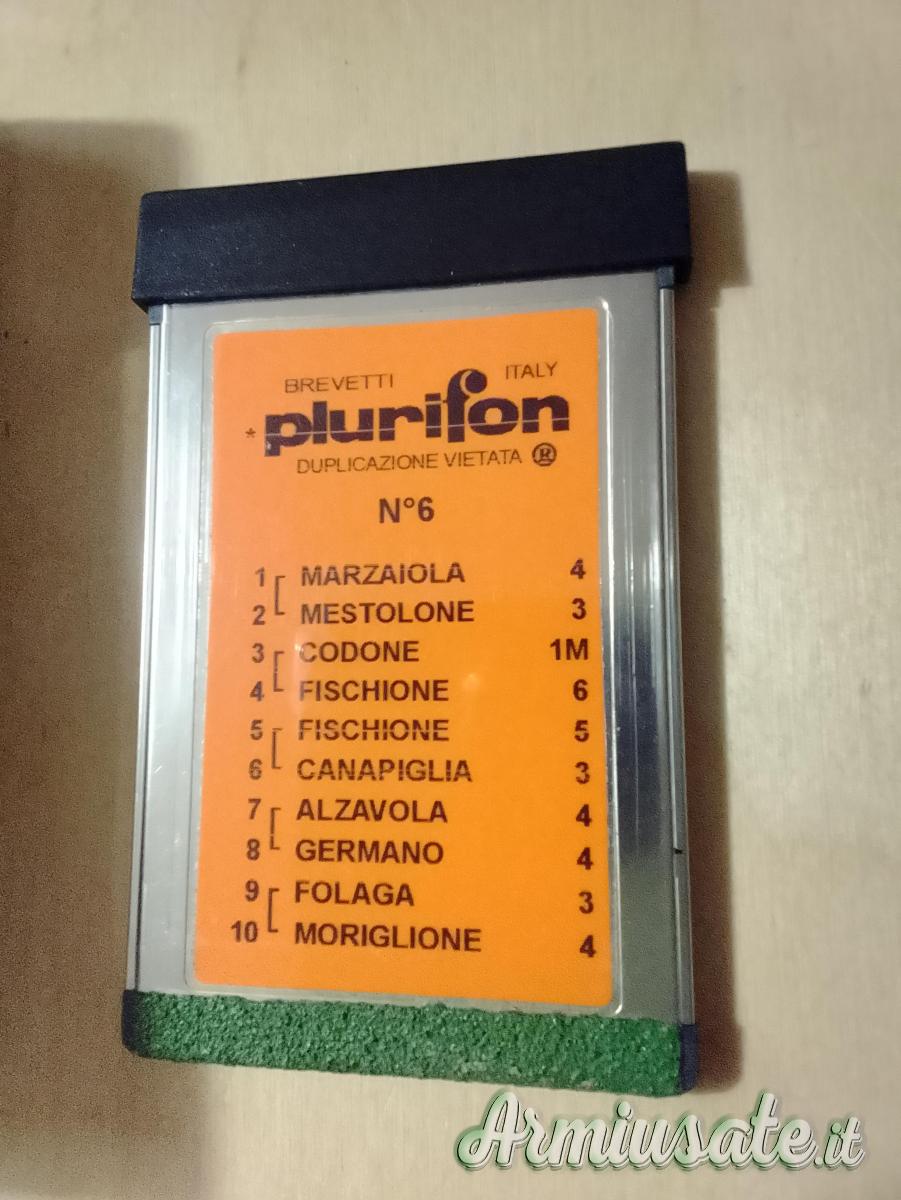 BREVETTI ITALY
* plurifon
DUPLICAZIONE VIETATA ®
N°6
1 MARZAIOLA 4
2 MESTOLONE 3
3 CODONE 1M
4 FISCHIONE 6
5 FISCHIONE 5
6 CANAPIGLIA 3
7 ALZAVOLA 4
8 GERMANO 4
9 FOLAGA 3
10 MORIGLIONE 4
Armiusate.it